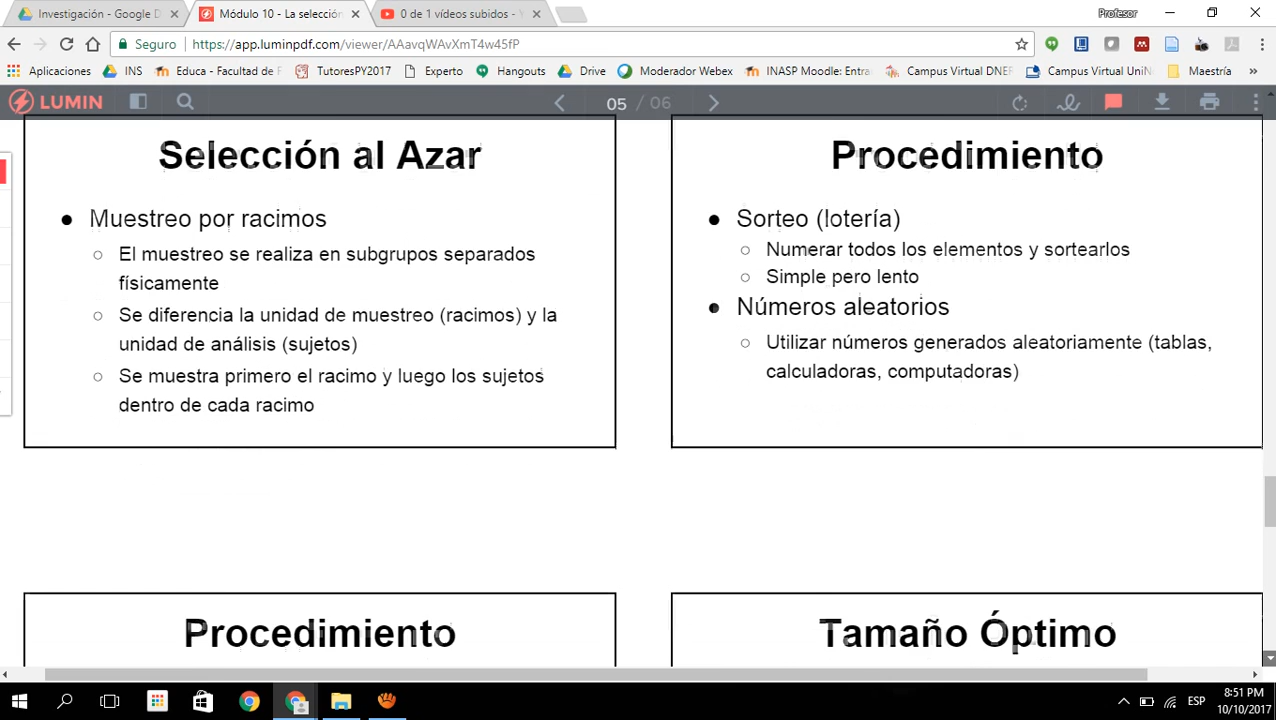 Investigación - Google D
Módulo 10 - La selección
0 de 1 vídeos subidos - Y
Profesor
Seguro
https://app.luminpdf.com/viewer/AAavqWAvXmT4w45fP
Aplicaciones
INS
Educa - Facultad de F
TutoresPY2017
Experto
Hangouts
Drive
Moderador Webex
INASP Moodle: Entra
Campus Virtual DNER
Campus Virtual UniN
Maestría
»
LUMIN
05 / 06
Selección al Azar
● Muestreo por racimos
○ El muestreo se realiza en subgrupos separados
físicamente
○ Se diferencia la unidad de muestreo (racimos) y la
unidad de análisis (sujetos)
○ Se muestra primero el racimo y luego los sujetos
dentro de cada racimo
Procedimiento
● Sorteo (lotería)
○ Numerar todos los elementos y sortearlos
○ Simple pero lento
● Números aleatorios
○ Utilizar números generados aleatoriamente (tablas,
calculadoras, computadoras)
Procedimiento
Tamaño Óptimo
ESP
8:51 PM
10/10/2017